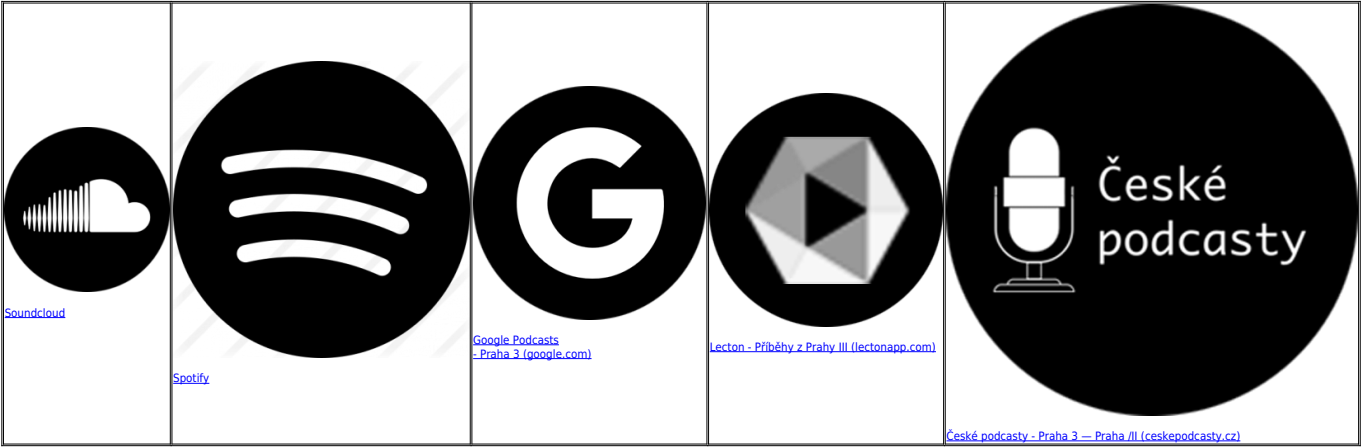 Soundcloud
Spotify
Google Podcasts
- Praha 3 (google.com)
Lecton - Příběhy z Prahy III (lectonapp.com)
České
podcasty
České podcasty - Praha 3 — Praha /II (ceskepodcasty.cz)